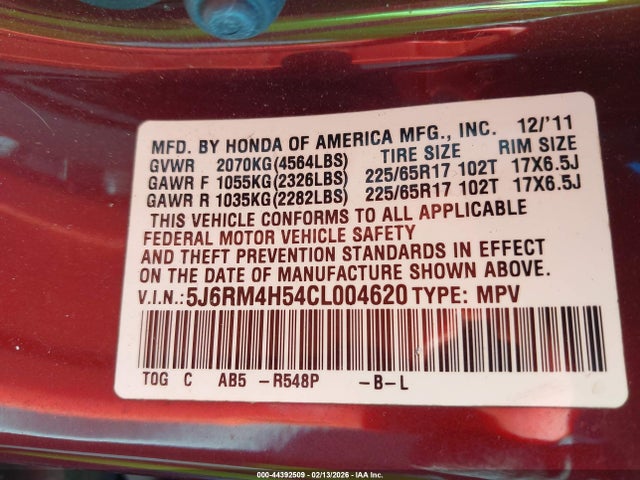 MFD. BY HONDA OF AMERICA MFG., INC. 12/'11
GVWR 2070KG(4564LBS) TIRE SIZE RIM SIZE
GAWR F 1055KG(2326LBS) 225/65R17 102T 17X6.5J
GAWR R 1035KG(2282LBS) 225/65R17 102T 17X6.5J
THIS VEHICLE CONFORMS TO ALL APPLICABLE
FEDERAL MOTOR VEHICLE SAFETY
AND THEFT PREVENTION STANDARDS IN EFFECT
ON THE DATE OF MANUFACTURE SHOWN ABOVE.
V.I.N.: 5J6RM4H54CL004620 TYPE: MPV
TOG C AB5 -R548P -B-L
000-44392509 - 02/13/2026 - IAA Inc.